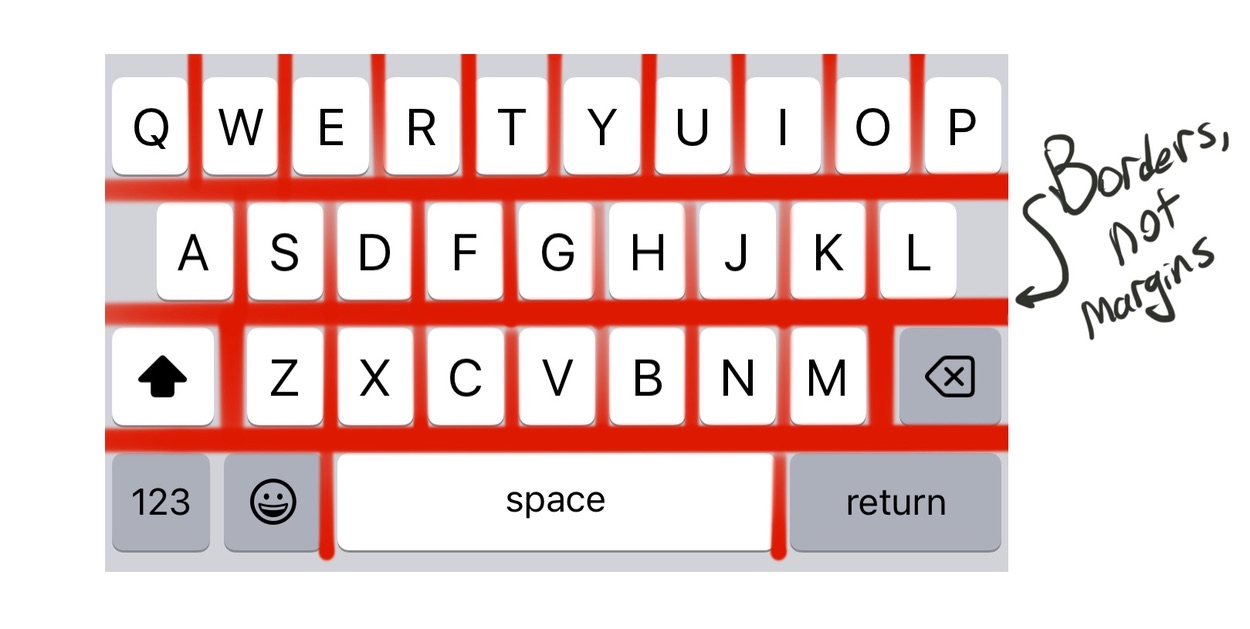 Q W E R T Y U I O P
A S D F G H J K L
Z X C V B N M
123 space return
Borders,
not
margins